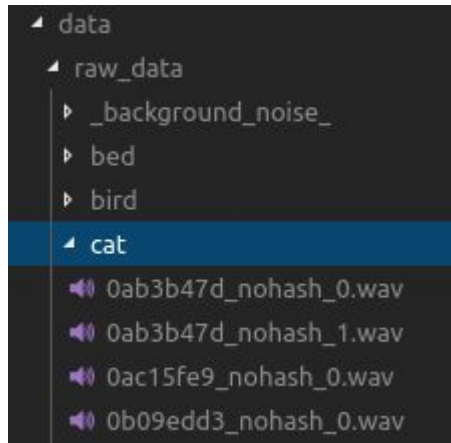 data
raw_data
_background_noise_
bed
bird
cat
0ab3b47d_nohash_0.wav
0ab3b47d_nohash_1.wav
0ac15fe9_nohash_0.wav
0b09edd3_nohash_0.wav